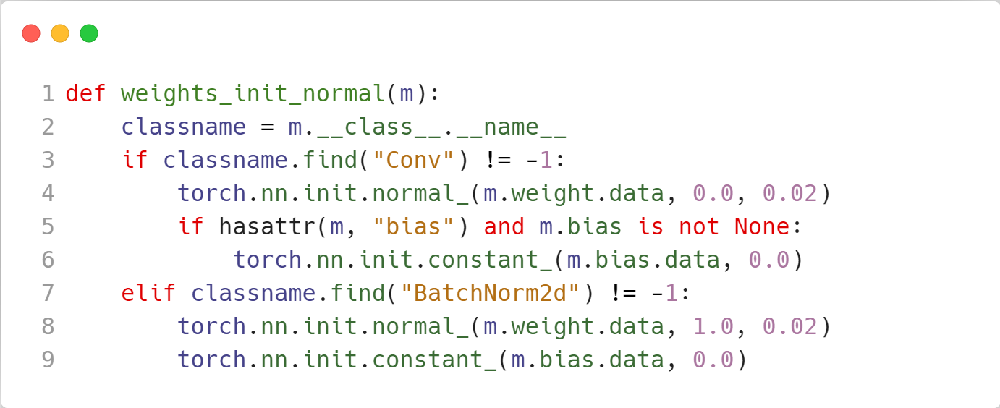 1 def weights_init_normal(m):
2     classname = m.__class__.__name__
3     if classname.find("Conv") != -1:
4         torch.nn.init.normal_(m.weight.data, 0.0, 0.02)
5         if hasattr(m, "bias") and m.bias is not None:
6             torch.nn.init.constant_(m.bias.data, 0.0)
7     elif classname.find("BatchNorm2d") != -1:
8         torch.nn.init.normal_(m.weight.data, 1.0, 0.02)
9         torch.nn.init.constant_(m.bias.data, 0.0)